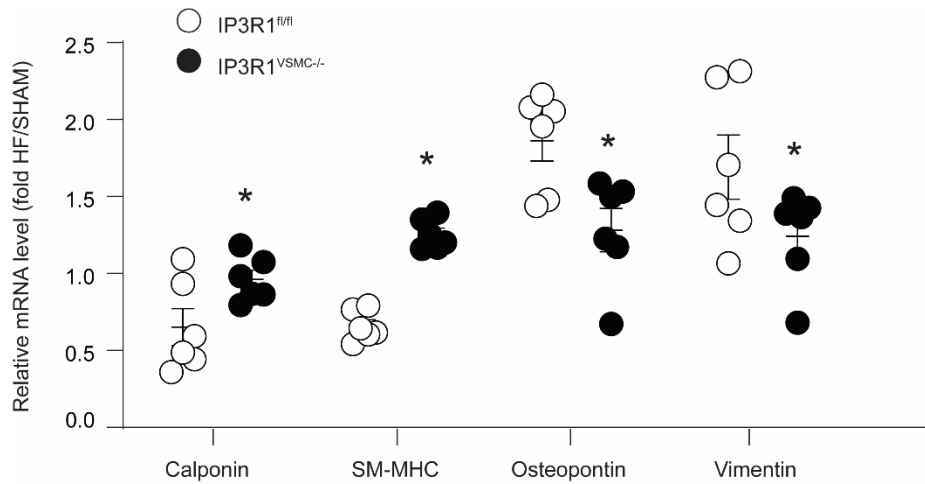 IP3R1fl/fl
IP3R1VSMC-/-
Relative mRNA level (fold HF/SHAM)
2.5
2.0
1.5
1.0
0.5
0.0
*
*
*
*
Calponin
SM-MHC
Osteopontin
Vimentin